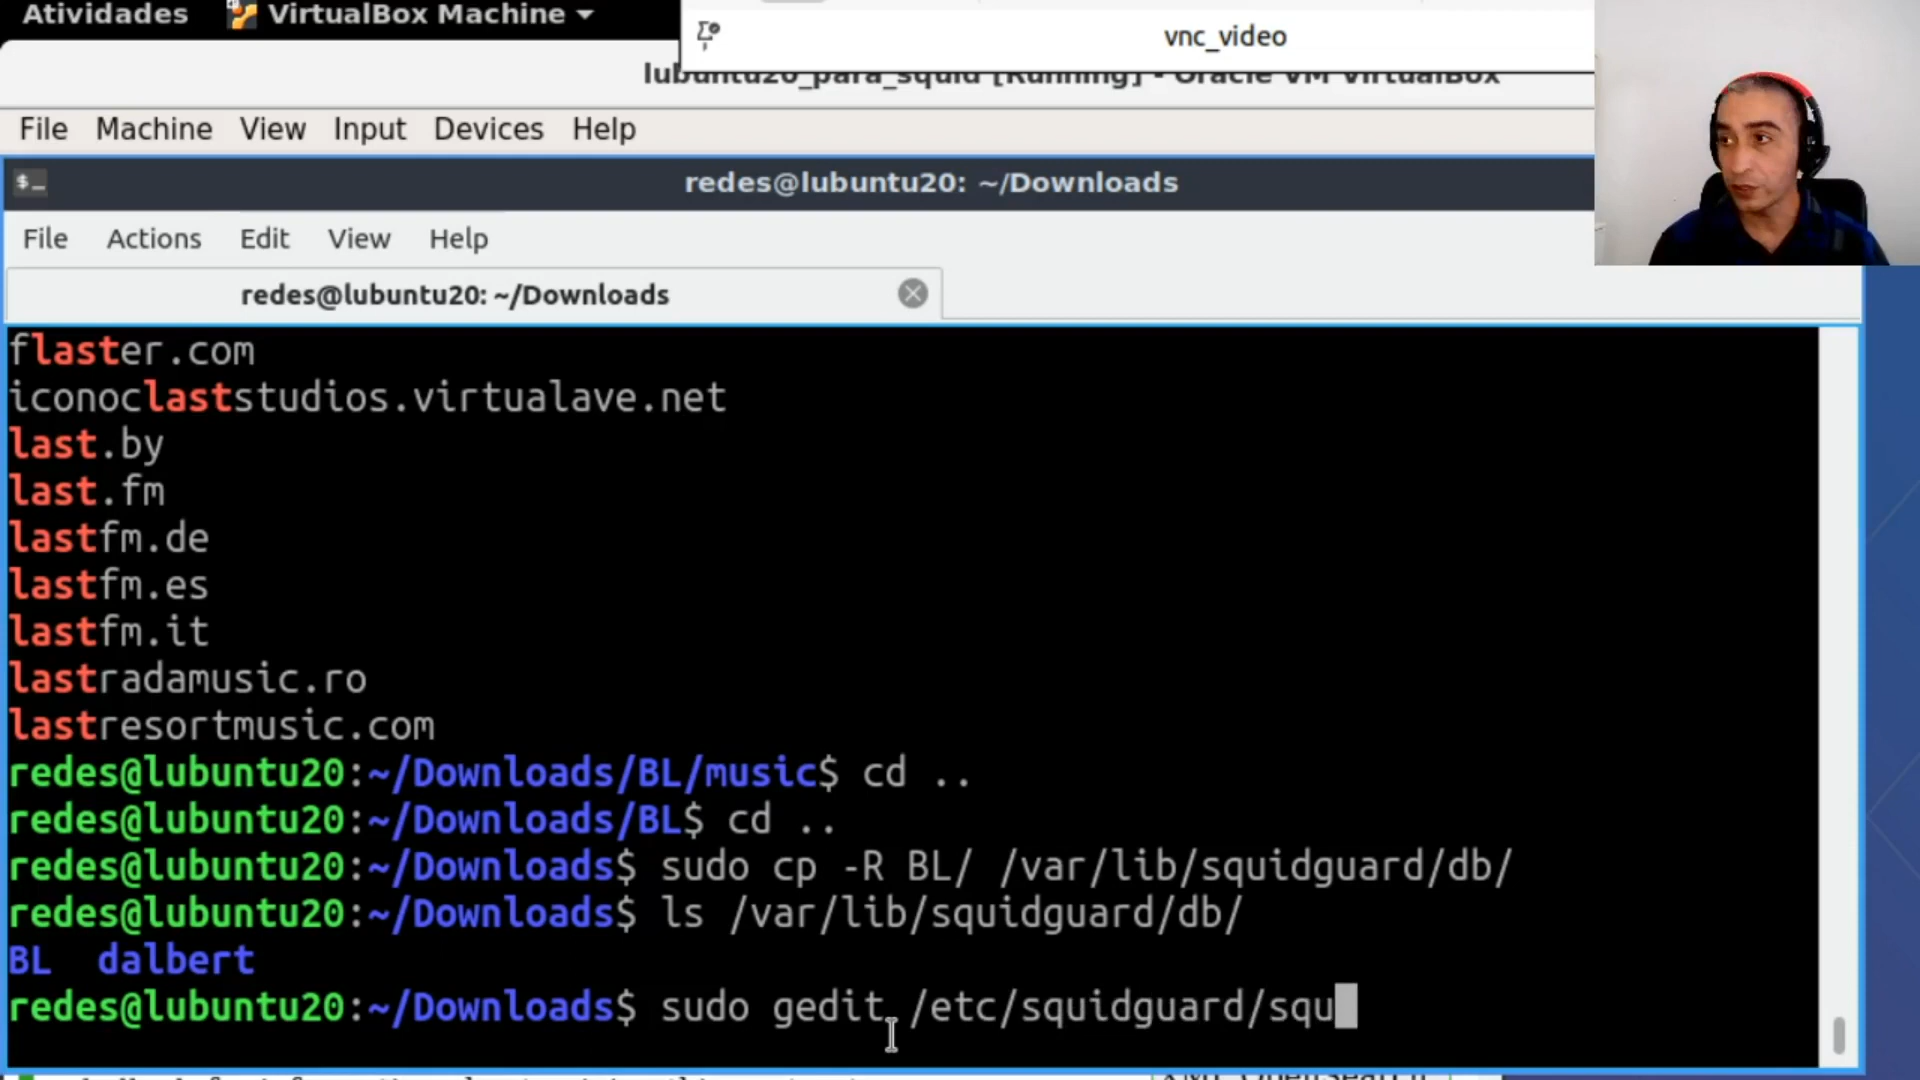 Atividades VirtualBox Machine
vnc_video
lubuntu20_para_squid [Running] - Oracle VM VirtualBox
File Machine View Input Devices Help
redes@lubuntu20: ~/Downloads
File Actions Edit View Help
redes@lubuntu20: ~/Downloads
flaster.com
iconoclaststudios.virtualave.net
last.by
last.fm
lastfm.de
lastfm.es
lastfm.it
lastradamusic.ro
lastresortmusic.com
redes@lubuntu20:~/Downloads/BL/music$ cd ..
redes@lubuntu20:~/Downloads/BL$ cd ..
redes@lubuntu20:~/Downloads$ sudo cp -R BL/ /var/lib/squidguard/db/
redes@lubuntu20:~/Downloads$ ls /var/lib/squidguard/db/
BL dalbert
redes@lubuntu20:~/Downloads$ sudo gedit /etc/squidguard/squ